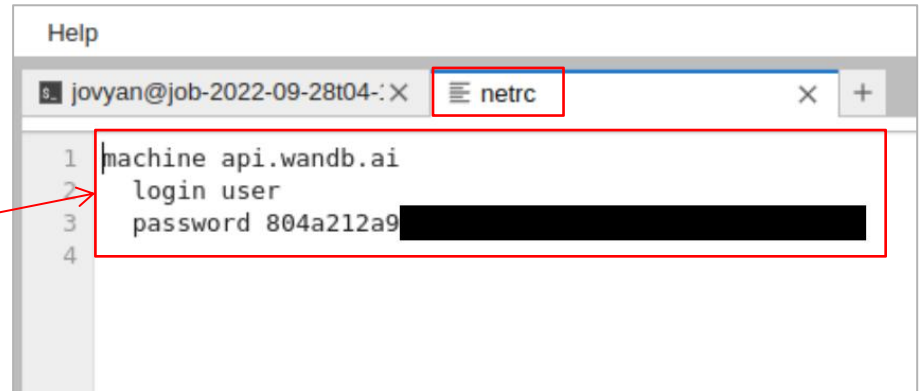 Help
jovyan@job-2022-09-28t04-: netrc
1 machine api.wandb.ai
2 login user
3 password 804a212a9
4